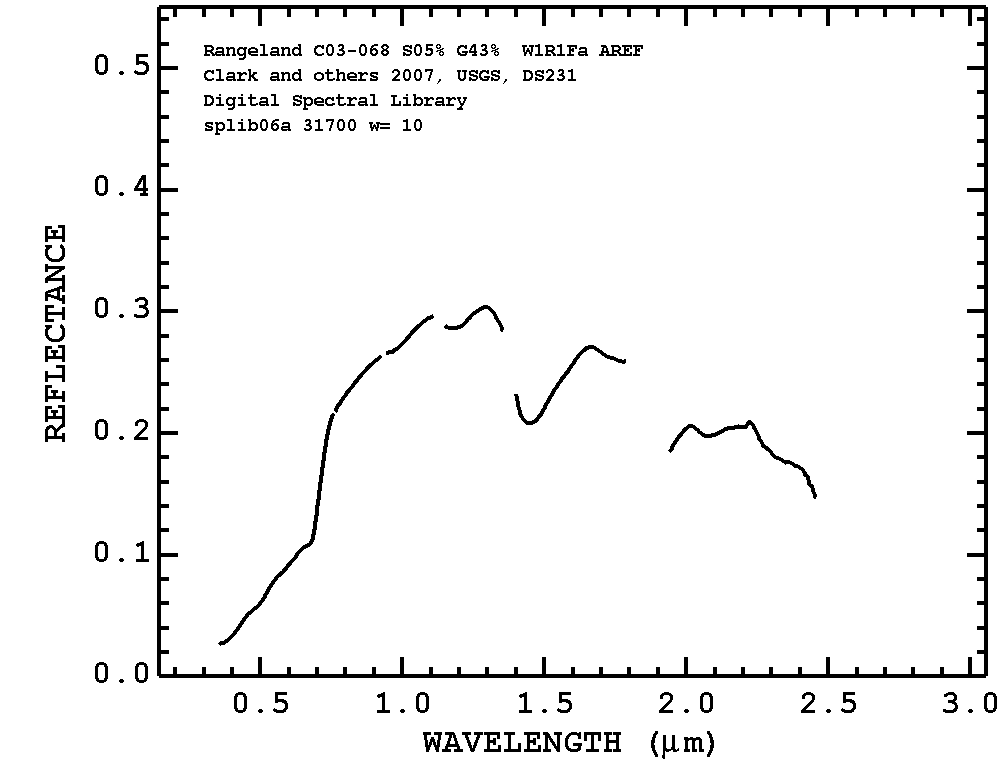 Rangeland C03-068 S05% G43%  W1R1Fa AREF
Clark and others 2007, USGS, DS231
Digital Spectral Library
splib06a 31700 w= 10
0.5
0.4
0.3
0.2
0.1
0.0
REFLECTANCE
0.5 1.0 1.5 2.0 2.5 3.0
WAVELENGTH (μm)